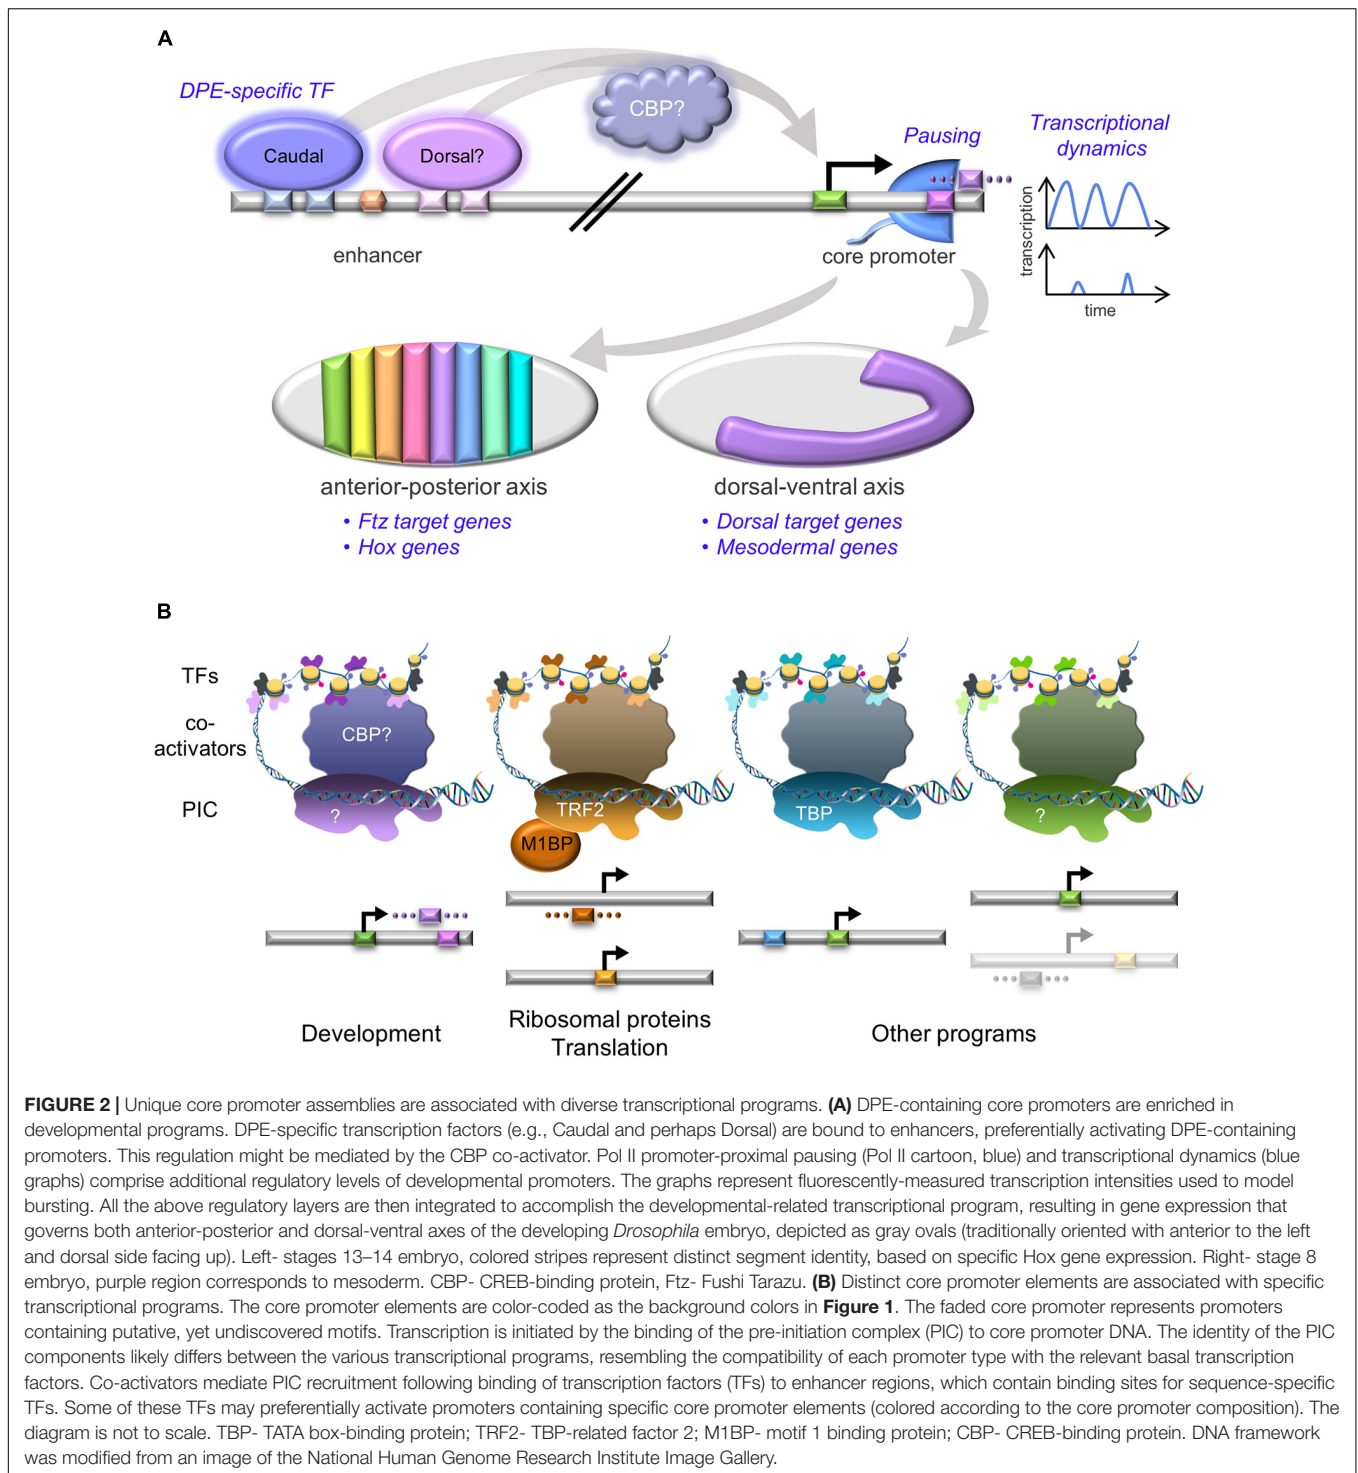 A
DPE-specific TF
CBP?
Caudal
Dorsal?
Pausing
Transcriptional
dynamics
transcription
enhancer
core promoter
time
anterior-posterior axis
• Ftz target genes
• Hox genes
dorsal-ventral axis
• Dorsal target genes
• Mesodermal genes
B
TFs
co-
activators
PIC
CBP?
?
TRF2
M1BP
TBP
?
Development
Ribosomal proteins
Translation
Other programs
FIGURE 2 | Unique core promoter assemblies are associated with diverse transcriptional programs. (A) DPE-containing core promoters are enriched in
developmental programs. DPE-specific transcription factors (e.g., Caudal and perhaps Dorsal) are bound to enhancers, preferentially activating DPE-containing
promoters. This regulation might be mediated by the CBP co-activator. Pol II promoter-proximal pausing (Pol II cartoon, blue) and transcriptional dynamics (blue
graphs) comprise additional regulatory levels of developmental promoters. The graphs represent fluorescently-measured transcription intensities used to model
bursting. All the above regulatory layers are then integrated to accomplish the developmental-related transcriptional program, resulting in gene expression that
governs both anterior-posterior and dorsal-ventral axes of the developing Drosophila embryo, depicted as gray ovals (traditionally oriented with anterior to the left
and dorsal side facing up). Left- stages 13–14 embryo, colored stripes represent distinct segment identity, based on specific Hox gene expression. Right- stage 8
embryo, purple region corresponds to mesoderm. CBP- CREB-binding protein, Ftz- Fushi Tarazu. (B) Distinct core promoter elements are associated with specific
transcriptional programs. The core promoter elements are color-coded as the background colors in Figure 1. The faded core promoter represents promoters
containing putative, yet undiscovered motifs. Transcription is initiated by the binding of the pre-initiation complex (PIC) to core promoter DNA. The identity of the PIC
components likely differs between the various transcriptional programs, resembling the compatibility of each promoter type with the relevant basal transcription
factors. Co-activators mediate PIC recruitment following binding of transcription factors (TFs) to enhancer regions, which contain binding sites for sequence-specific
TFs. Some of these TFs may preferentially activate promoters containing specific core promoter elements (colored according to the core promoter composition). The
diagram is not to scale. TBP- TATA box-binding protein; TRF2- TBP-related factor 2; M1BP- motif 1 binding protein; CBP- CREB-binding protein. DNA framework
was modified from an image of the National Human Genome Research Institute Image Gallery.